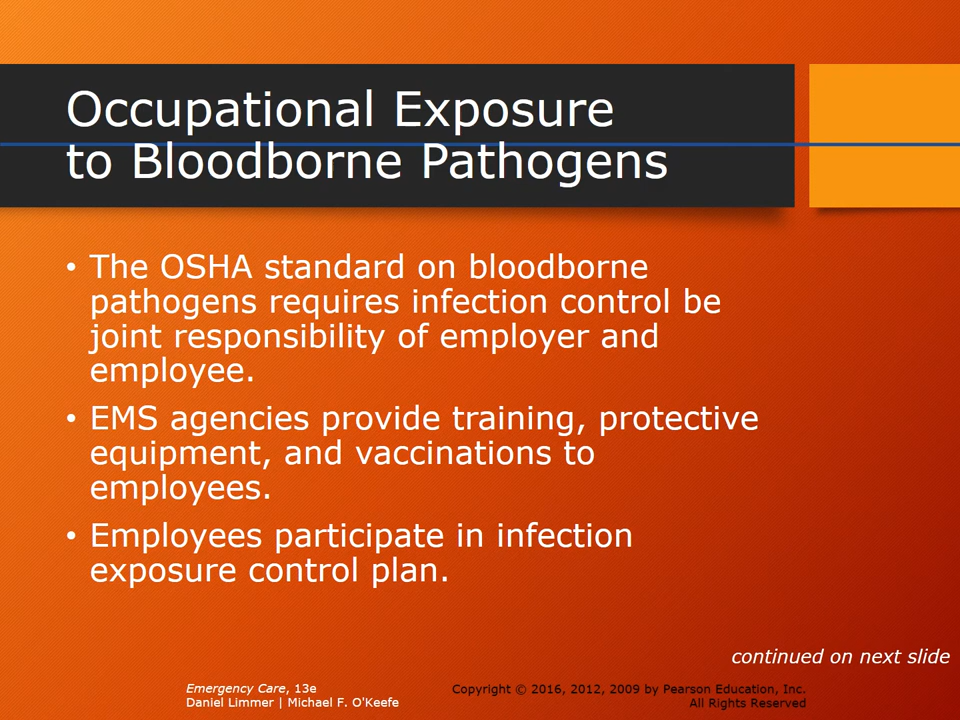 Occupational Exposure
to Bloodborne Pathogens
• The OSHA standard on bloodborne
pathogens requires infection control be
joint responsibility of employer and
employee.
• EMS agencies provide training, protective
equipment, and vaccinations to
employees.
• Employees participate in infection
exposure control plan.
continued on next slide
Emergency Care, 13e
Daniel Limmer | Michael F. O'Keefe
Copyright © 2016, 2012, 2009 by Pearson Education, Inc.
All Rights Reserved